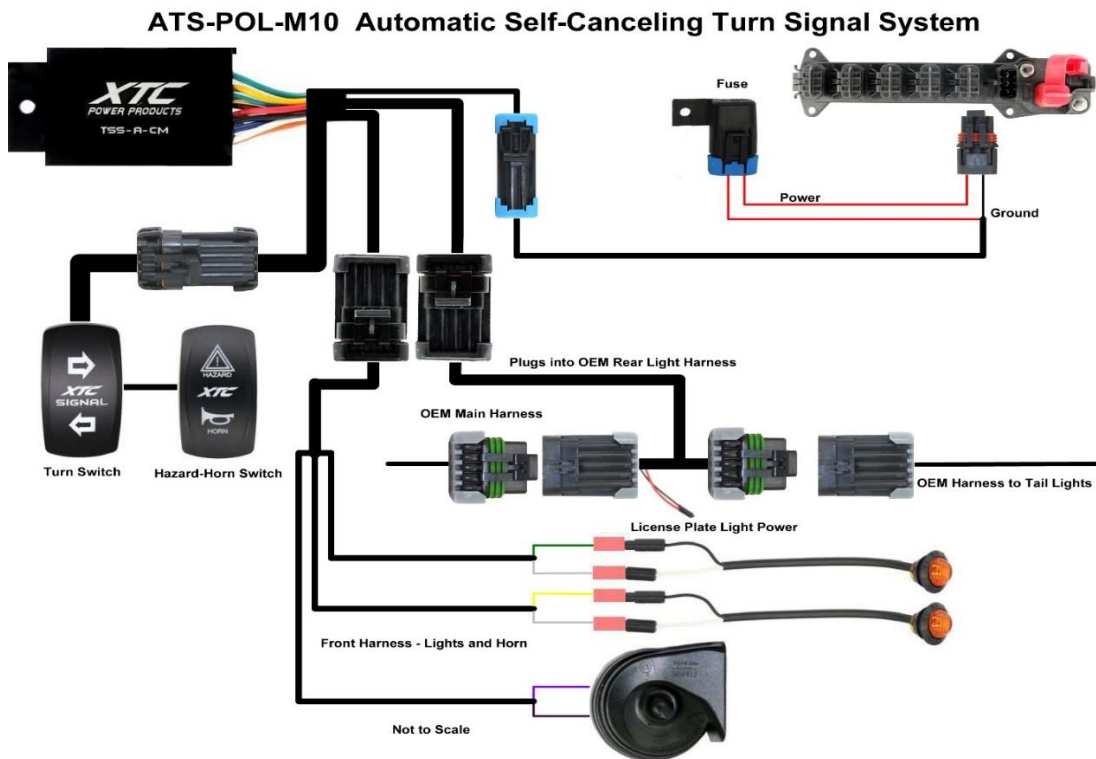 ATS-POL-M10 Automatic Self-Canceling Turn Signal System
XTC
POWER PRODUCTS
TSS-A-CM
Fuse
Power
Ground
XTC
SIGNAL
HAZARD
XTC
HORN
Turn Switch
Hazard-Horn Switch
Plugs into OEM Rear Light Harness
OEM Main Harness
OEM Harness to Tail Lights
License Plate Light Power
Front Harness - Lights and Horn
Not to Scale